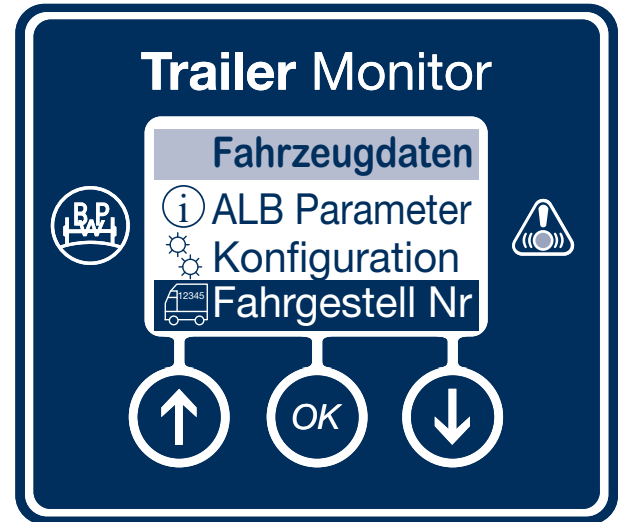 Trailer Monitor
Fahrzeugdaten
BPW
i ALB Parameter
Konfiguration
12345 Fahrgestell Nr
OK